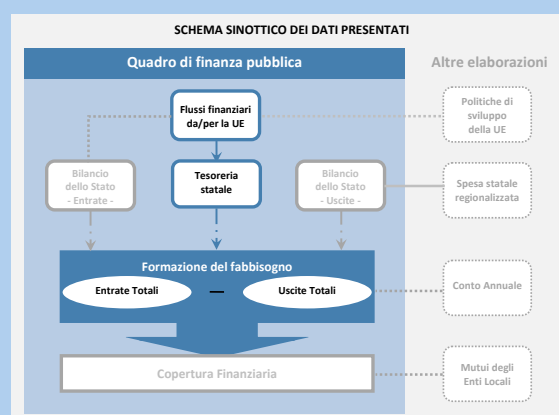 SCHEMA SINOTTICO DEI DATI PRESENTATI
Quadro di finanza pubblica
Altre elaborazioni
Flussi finanziari
da/per la UE
Politiche di
sviluppo
della UE
Bilancio
dello Stato
- Entrate -
Tesoreria
statale
Bilancio
dello Stato
- Uscite -
Spesa statale
regionalizzata
Formazione del fabbisogno
Entrate Totali
—
Uscite Totali
Conto Annuale
Copertura Finanziaria
Mutui degli
Enti Locali